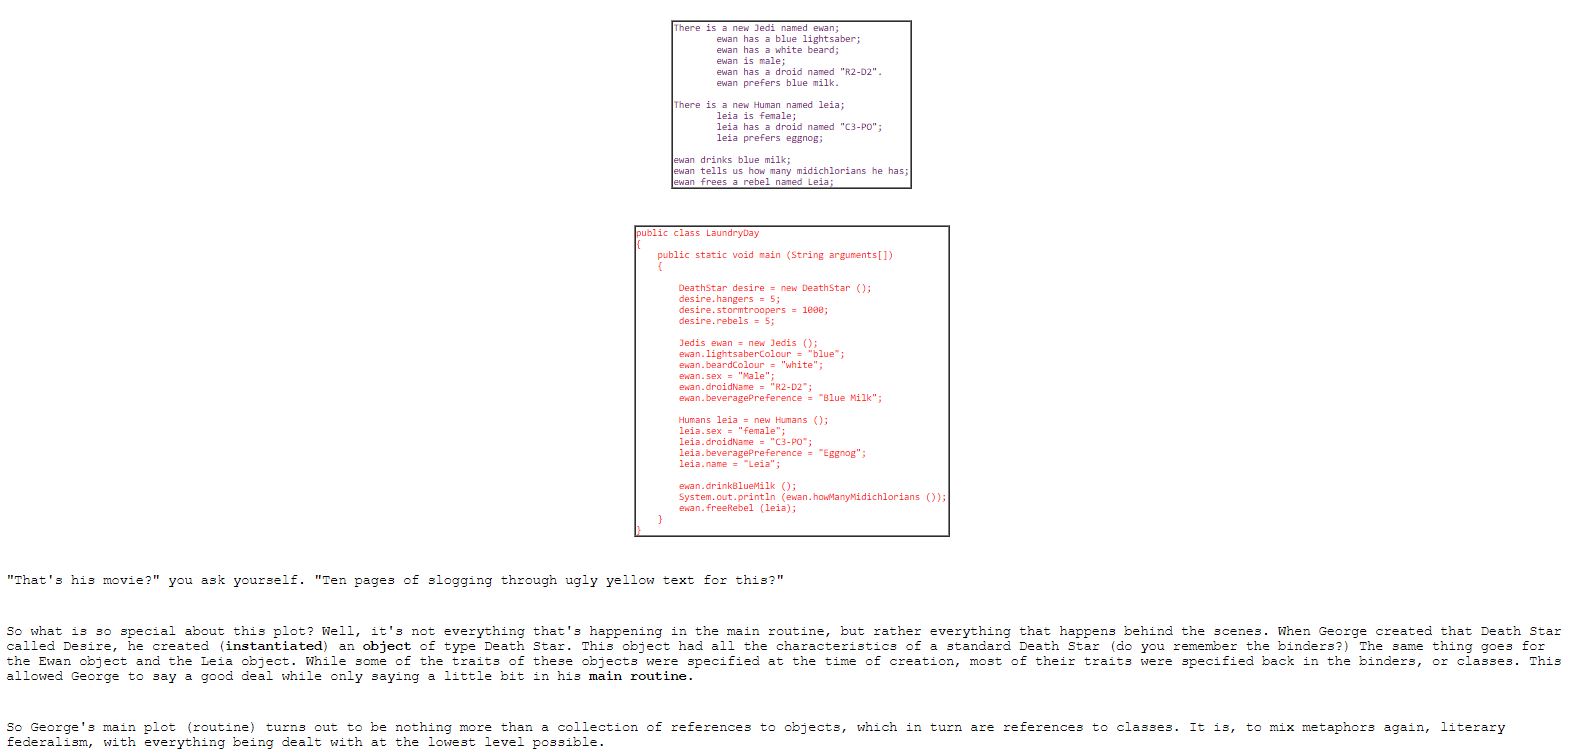 There is a new Jedi named ewan;
ewan has a blue lightsaber;
ewan has a white beard;
ewan is male;
ewan has a droid named "R2-D2".
ewan prefers blue milk.
There is a new Human named leia;
leia is female;
leia has a droid named "C3-PO";
leia prefers eggnog;
ewan drinks blue milk;
ewan tells us how many midichlorians he has;
ewan frees a rebel named Leia;
public class LaundryDay
{
public static void main (String arguments[])
{
DeathStar desire = new DeathStar ();
desire.hangers = 5;
desire.stormtroopers = 1000;
desire.rebels = 5;
Jedis ewan = new Jedis ();
ewan.lightsaberColour = "blue";
ewan.beardColour = "white";
ewan.sex = "Male";
ewan.droidName = "R2-D2";
ewan.beveragePreference = "Blue Milk";
Humans leia = new Humans ();
leia.sex = "female";
leia.droidName = "C3-PO";
leia.beveragePreference = "Eggnog";
leia.name = "Leia";
ewan.drinkBlueMilk ();
System.out.println (ewan.howManyMidichlorians ());
ewan.freeRebel (leia);
}
}
"That's his movie?" you ask yourself. "Ten pages of slogging through ugly yellow text for this?"
So what is so special about this plot? Well, it's not everything that's happening in the main routine, but rather everything that happens behind the scenes. When George created that Death Star
called Desire, he created (instantiated) an object of type Death Star. This object had all the characteristics of a standard Death Star (do you remember the binders?) The same thing goes for
the Ewan object and the Leia object. While some of the traits of these objects were specified at the time of creation, most of their traits were specified back in the binders, or classes. This
allowed George to say a good deal while only saying a little bit in his main routine.
So George's main plot (routine) turns out to be nothing more than a collection of references to objects, which in turn are references to classes. It is, to mix metaphors again, literary
federalism, with everything being dealt with at the lowest level possible.